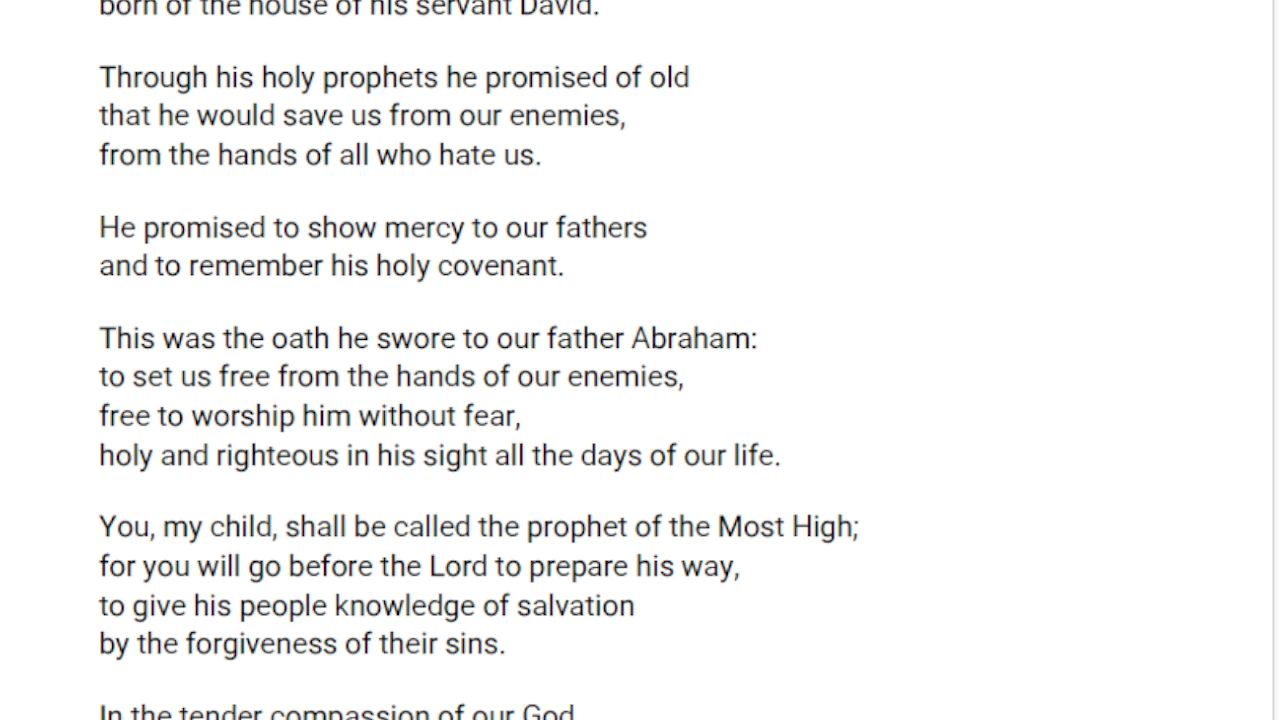 born of the house of his servant David.
Through his holy prophets he promised of old
that he would save us from our enemies,
from the hands of all who hate us.
He promised to show mercy to our fathers
and to remember his holy covenant.
This was the oath he swore to our father Abraham:
to set us free from the hands of our enemies,
free to worship him without fear,
holy and righteous in his sight all the days of our life.
You, my child, shall be called the prophet of the Most High;
for you will go before the Lord to prepare his way,
to give his people knowledge of salvation
by the forgiveness of their sins.
In the tender compassion of our God